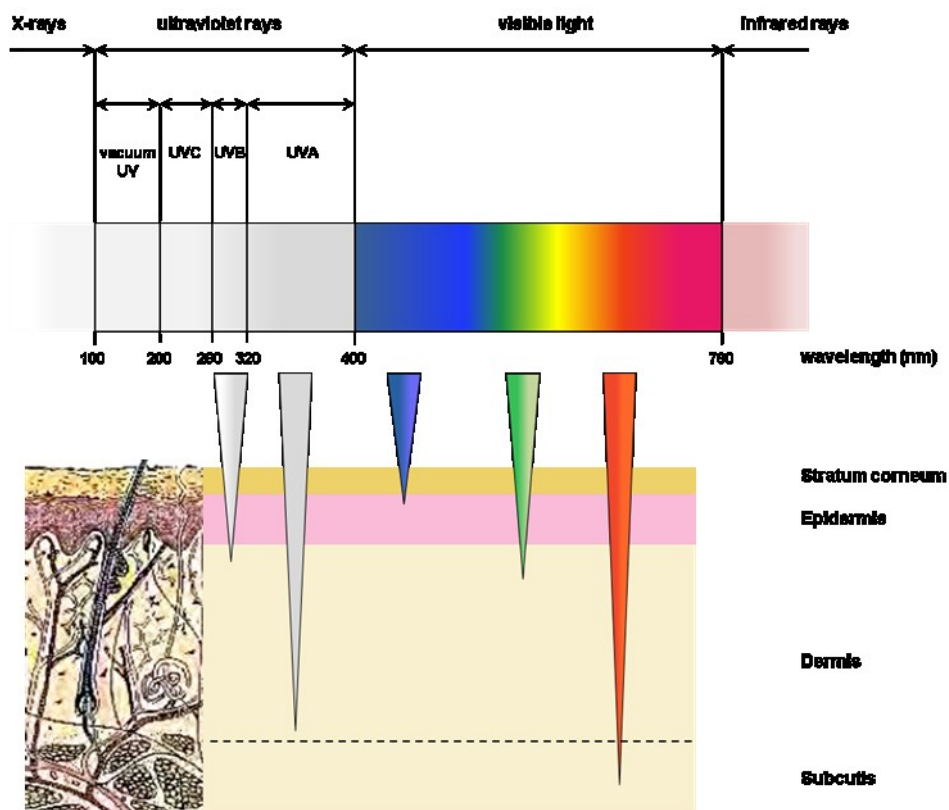 X-rays
ultraviolet rays
visible light
infrared rays
vacuum
UV
UVC
UVB
UVA
100
200
280
320
400
760
wavelength (nm)
Stratum corneum
Epidermis
Dermis
Subcutis